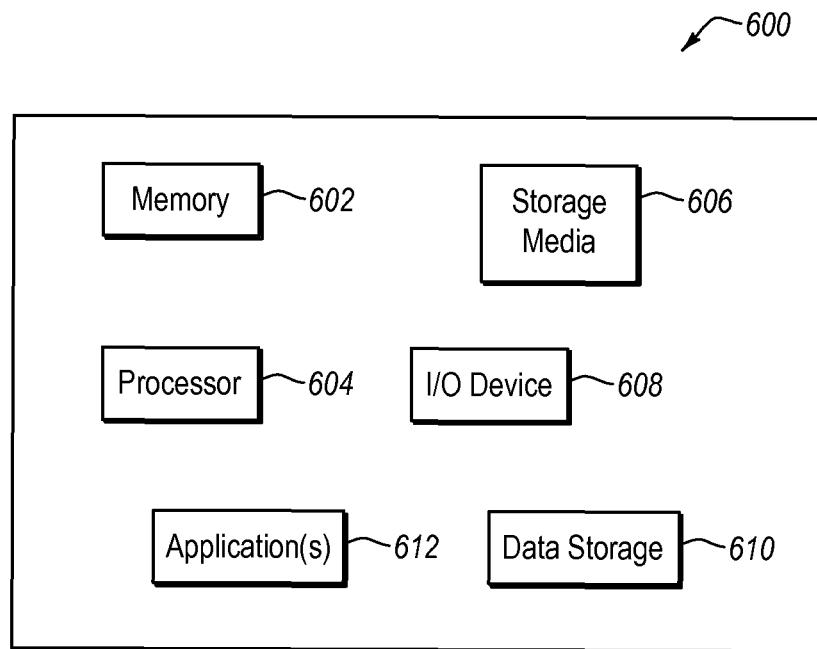 600
Memory 602
Storage
Media
606
Processor 604
I/O Device 608
Application(s) 612
Data Storage 610